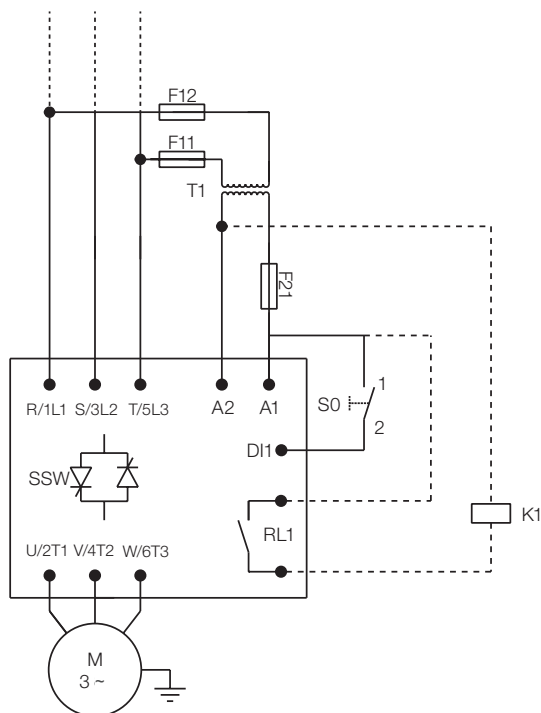 F12
F11
T1
F21
R/1L1 S/3L2 T/5L3 A2 A1
S0
1
2
DI1
SSW
RL1
K1
U/2T1 V/4T2 W/6T3
M
3 ~